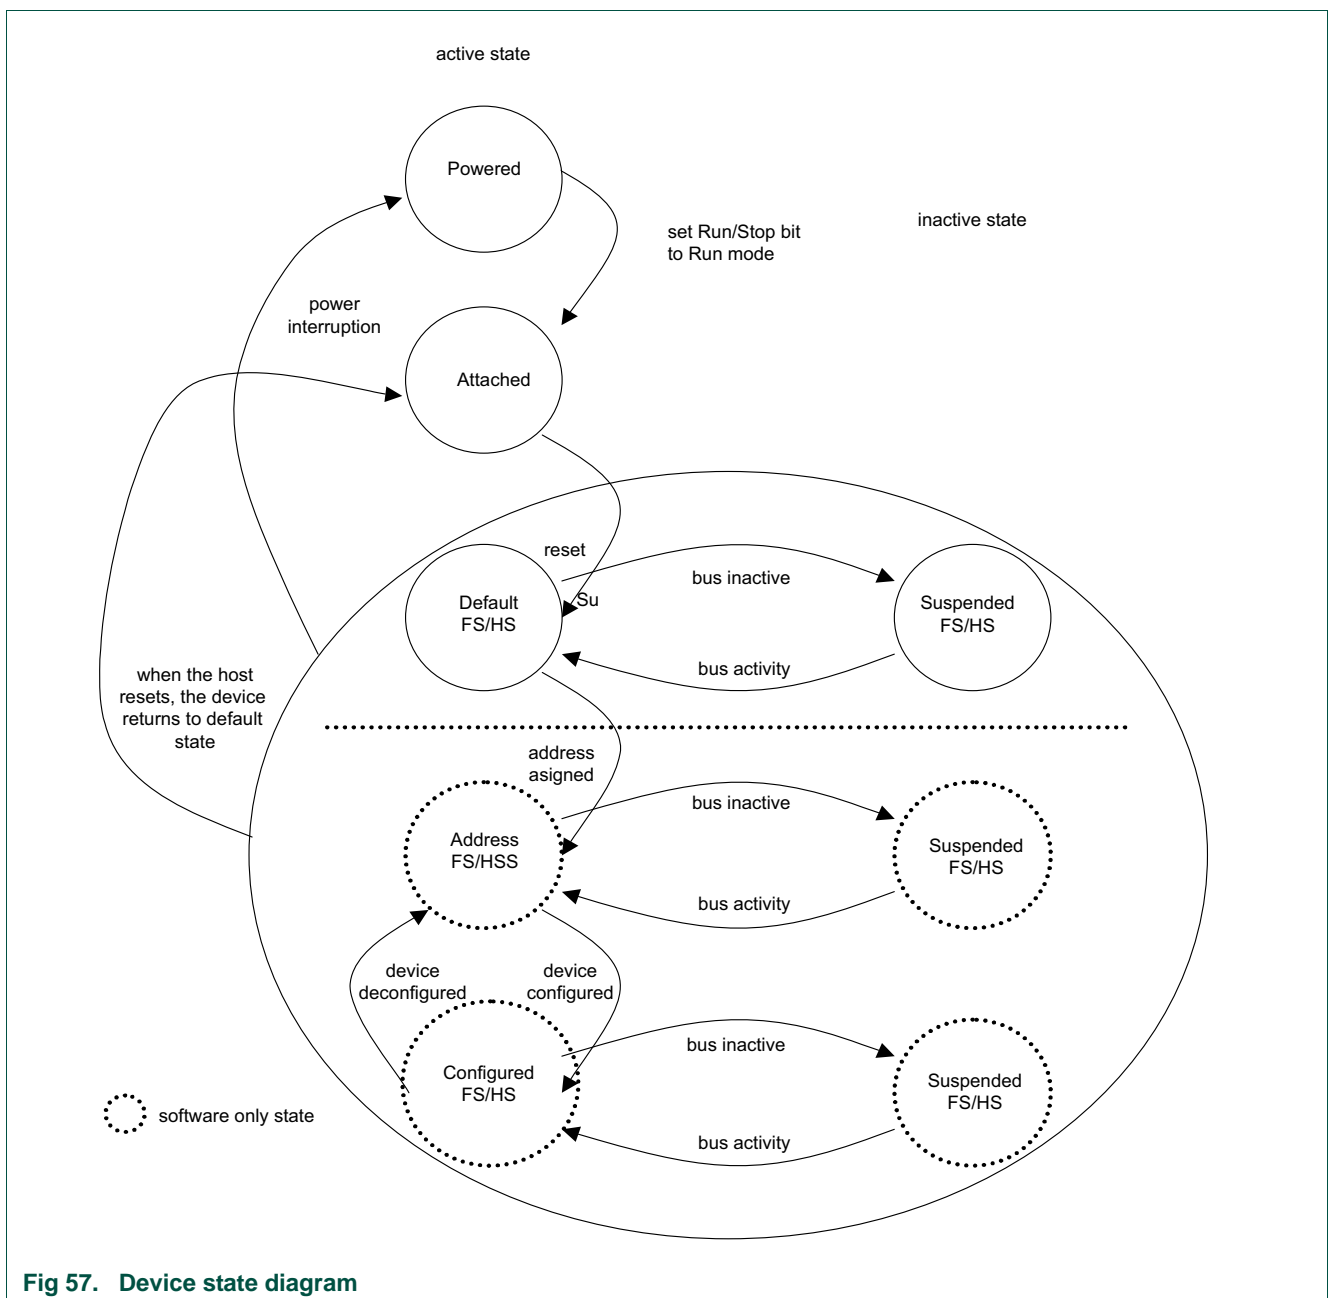 active state
Powered
inactive state
set Run/Stop bit
to Run mode
power
interruption
Attached
reset
bus inactive
Su
Default
FS/HS
Suspended
FS/HS
bus activity
when the host
resets, the device
returns to default
state
address
asigned
bus inactive
Address
FS/HSS
Suspended
FS/HS
bus activity
device
deconfigured
device
configured
bus inactive
Configured
FS/HS
Suspended
FS/HS
software only state
bus activity
Fig 57. Device state diagram